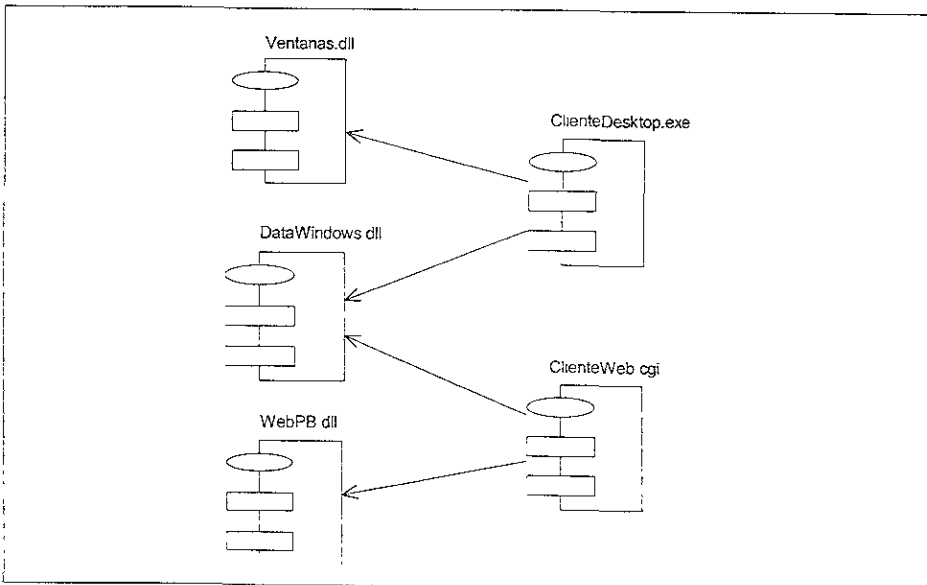 Ventanas.dll
ClienteDesktop.exe
DataWindows dll
ClienteWeb cgi
WebPB dll